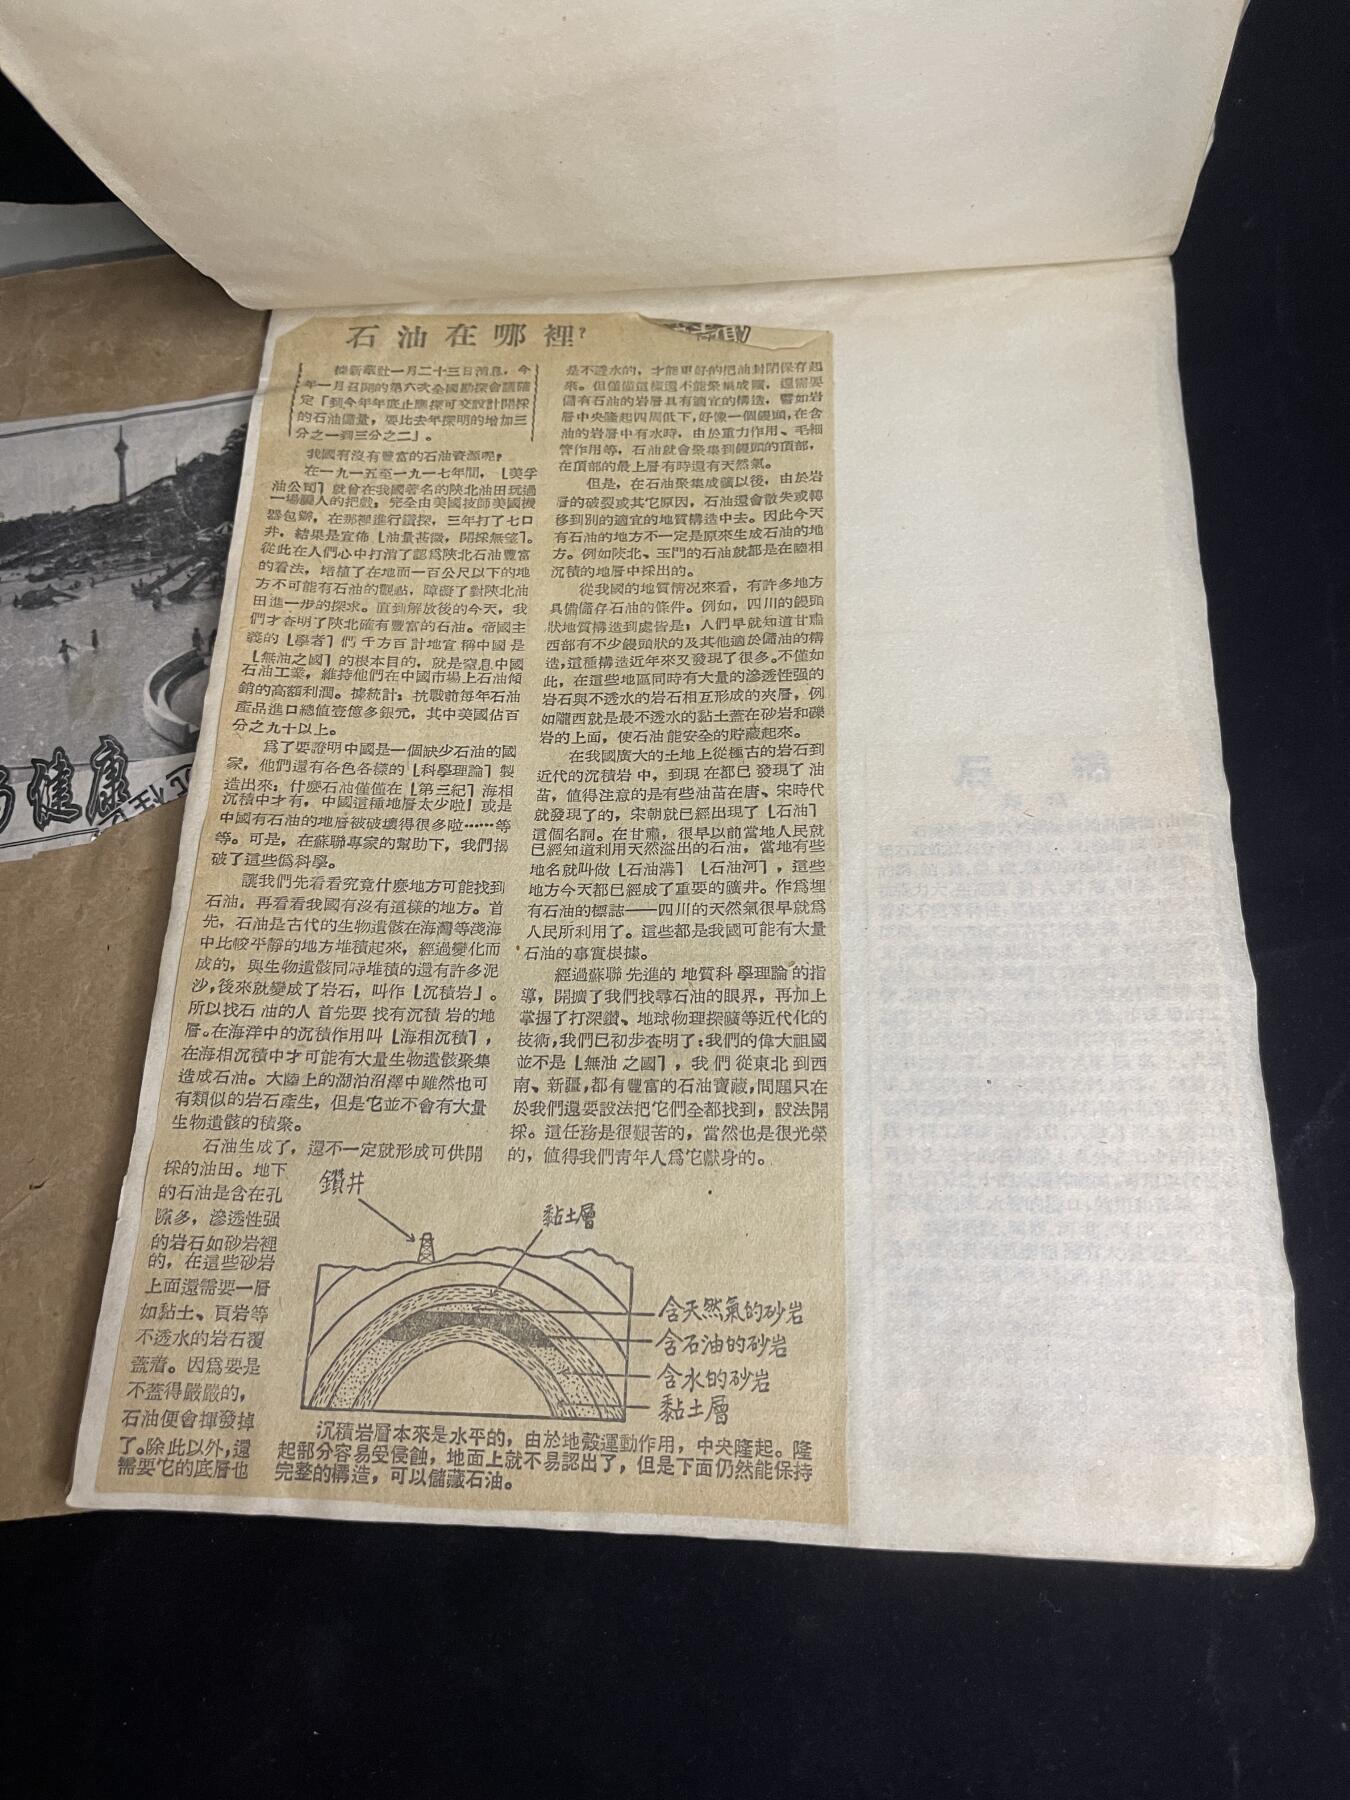 石油在哪裡?
據新華社一月二十三日消息，今
年一月召開的第六次全國勘探會議確
定「到今年年底止應探可交設計開採
的石油儲量，要比去年探明的增加三
分之一到三分之二」。
我國有沒有豐富的石油資源呢？
在一九一五至一九一七年間，「美孚
油公司」就曾在我國著名的陝北油田玩過
一場騙人的把戲；完全由美國技師美國機
器包辦，在那裡進行鑽探，三年打了七口
井，結果是宣佈「油量甚微，開採無望」。
從此在人們心中打消了認爲陝北石油豐富
的看法，培植了在地面一百公尺以下的地
方不可能有石油的觀點，障礙了對陝北油
田進一步的探求。直到解放後的今天，我
們才查明了陝北確有豐富的石油。帝國主
義的「學者」們千方百計地宣稱中國是
「無油之國」的根本目的，就是窒息中國
石油工業，維持他們在中國市場上石油傾
銷的高額利潤。據統計：抗戰前每年石油
產品進口總值壹億多銀元，其中美國佔百
分之九十以上。
爲了要證明中國是一個缺少石油的國
家，他們還有各色各樣的「科學理論」製
造出來；什麼石油僅僅在「第三紀」海相
沉積中才有，中國這種地層太少啦！或是
中國有石油的地層被破壞得很多啦……等
等。可是，在蘇聯專家的幫助下，我們揭
破了這些僞科學。
讓我們先看看究竟什麼地方可能找到
石油，再看看我國有沒有這樣的地方。首
先，石油是古代的生物遺骸在海灣等淺海
中比較平靜的地方堆積起來，經過變化而
成的，與生物遺骸同時堆積的還有許多泥
沙，後來就變成了岩石，叫作「沉積岩」。
所以找石油的人首先要找有沉積岩的地
層。在海洋中的沉積作用叫「海相沉積」，
在海相沉積中才可能有大量生物遺骸聚集
造成石油。大陸上的湖泊沼澤中雖然也可
有類似的岩石產生，但是它並不會有大量
生物遺骸的積聚。
石油生成了，還不一定就形成可供開
採的油田。地下
的石油是含在孔
隙多，滲透性强
的岩石如砂岩裡
的，在這些砂岩
上面還需要一層
如黏土、頁岩等
不透水的岩石覆
蓋着。因爲要是
不蓋得嚴嚴的，
石油便會揮發掉
了。除此以外，還
需要它的底層也
是不透水的，才能更好的把油封閉保存起
來。但僅僅這樣還不能聚集成礦，還需要
儲有石油的岩層具有適宜的構造，譬如岩
層中央隆起四周低下，好像一個饅頭，在含
油的岩層中有水時，由於重力作用、毛細
管作用等，石油就會聚集到饅頭的頂部，
在頂部的最上層有時還有天然氣。
但是，在石油聚集成礦以後，由於岩
層的破裂或其它原因，石油還會散失或轉
移到別的適宜的地質構造中去。因此今天
有石油的地方不一定是原來生成石油的地
方。例如陝北、玉門的石油就都是在陸相
沉積的地層中採出的。
從我國的地質情況來看，有許多地方
具備儲存石油的條件。例如，四川的饅頭
狀地質構造到處皆是；人們早就知道甘肅
西部有不少饅頭狀的及其他適於儲油的構
造，這種構造近年來又發現了很多。不僅如
此，在這些地區同時有大量的滲透性强的
岩石與不透水的岩石相互形成的夾層，例
如隴西就是最不透水的黏土蓋在砂岩和礫
岩的上面，使石油能安全的貯藏起來。
在我國廣大的土地上從極古的岩石到
近代的沉積岩中，到現在都已發現了油
苗，值得注意的是有些油苗在唐、宋時代
就發現了的，宋朝就已經出現了「石油」
這個名詞。在甘肅，很早以前當地人民就
已經知道利用天然溢出的石油，當地有些
地名就叫做「石油溝」「石油河」，這些
地方今天都已經成了重要的礦井。作爲埋
有石油的標誌——四川的天然氣很早就爲
人民所利用了。這些都是我國可能有大量
石油的事實根據。
經過蘇聯先進的地質科學理論的指
導，開擴了我們找尋石油的眼界，再加上
掌握了打深鑽、地球物理探礦等近代化的
技術，我們已初步查明了：我們的偉大祖國
並不是「無油之國」，我們從東北到西
南、新疆，都有豐富的石油寶藏，問題只在
於我們還要設法把它們全都找到，設法開
採。這任務是很艱苦的，當然也是很光榮
的，值得我們青年人爲它獻身的。
鑽井
黏土層
含天然氣的砂岩
含石油的砂岩
含水的砂岩
黏土層
沉積岩層本來是水平的，由於地殼運動作用，中央隆起。隆
起部分容易受侵蝕，地面上就不易認出了，但是下面仍然能保持
完整的構造，可以儲藏石油。
健康